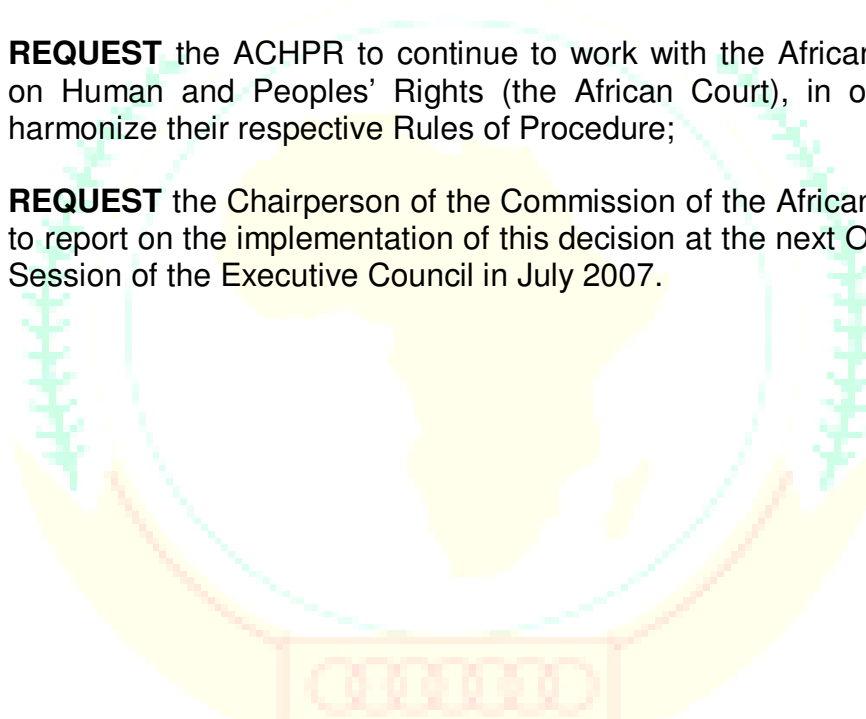 REQUEST the ACHPR to continue to work with the African
on Human and Peoples’ Rights (the African Court), in o
harmonize their respective Rules of Procedure;
REQUEST the Chairperson of the Commission of the African
to report on the implementation of this decision at the next O
Session of the Executive Council in July 2007.